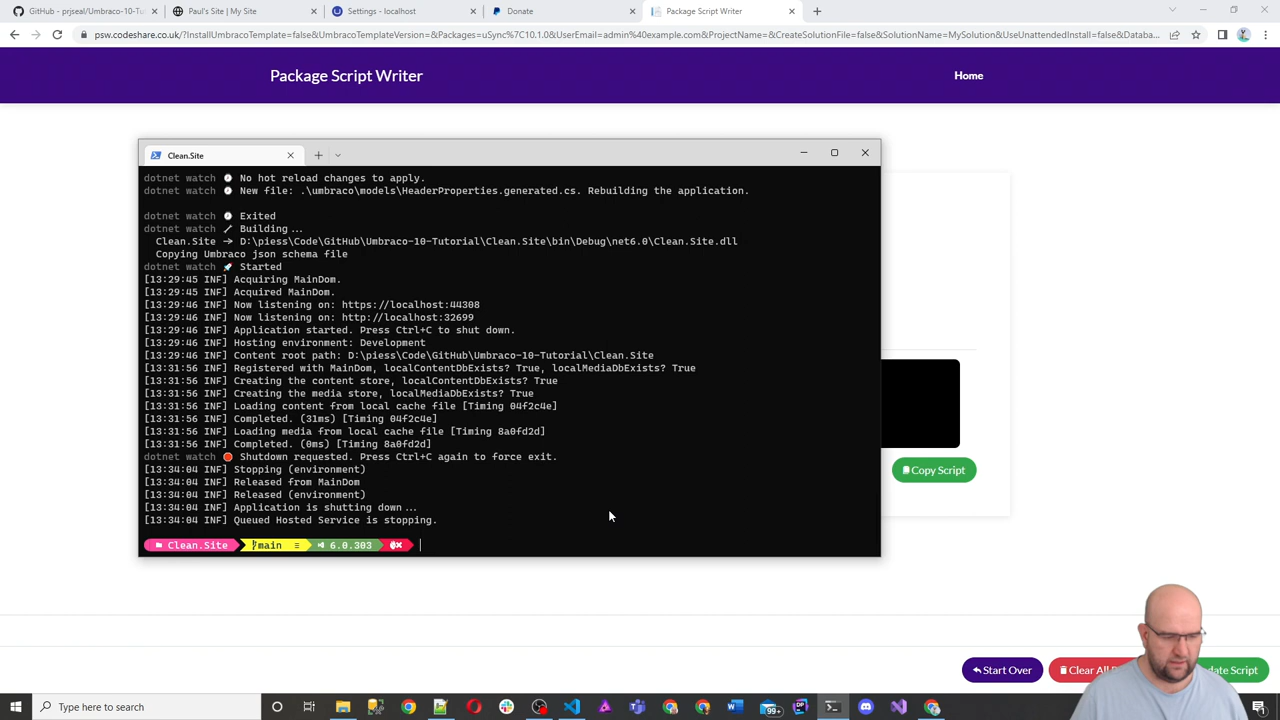 GitHub - prjseal/Umbraco-10-Tu
Paul's Site | My Site
Settings - localhost
Donate
Package Script Writer
psw.codeshare.co.uk/?InstallUmbracoTemplate=false&UmbracoTemplateVersion=&Packages=uSync%7C10.1.0&UserEmail=admin%40example.com&ProjectName=&CreateSolutionFile=false&SolutionName=MySolution&UseUnattendedInstall=false&Databa...
Package Script Writer
Home
Clean.Site
dotnet watch No hot reload changes to apply.
dotnet watch New file: .\umbraco\models\HeaderProperties.generated.cs. Rebuilding the application.
dotnet watch Exited
dotnet watch Building...
Clean.Site → D:\piess\Code\GitHub\Umbraco-10-Tutorial\Clean.Site\bin\Debug\net6.0\Clean.Site.dll
Copying Umbraco json schema file
dotnet watch Started
[13:29:45 INF] Acquiring MainDom.
[13:29:45 INF] Acquired MainDom.
[13:29:46 INF] Now listening on: https://localhost:44308
[13:29:46 INF] Now listening on: http://localhost:32699
[13:29:46 INF] Application started. Press Ctrl+C to shut down.
[13:29:46 INF] Hosting environment: Development
[13:29:46 INF] Content root path: D:\piess\Code\GitHub\Umbraco-10-Tutorial\Clean.Site
[13:31:56 INF] Registered with MainDom, localContentDbExists? True, localMediaDbExists? True
[13:31:56 INF] Creating the content store, localContentDbExists? True
[13:31:56 INF] Creating the media store, localMediaDbExists? True
[13:31:56 INF] Loading content from local cache file [Timing 04f2c4e]
[13:31:56 INF] Completed. (31ms) [Timing 04f2c4e]
[13:31:56 INF] Loading media from local cache file [Timing 8a0fd2d]
[13:31:56 INF] Completed. (0ms) [Timing 8a0fd2d]
dotnet watch Shutdown requested. Press Ctrl+C again to force exit.
[13:34:04 INF] Stopping (environment)
[13:34:04 INF] Released from MainDom
[13:34:04 INF] Released (environment)
[13:34:04 INF] Application is shutting down...
[13:34:04 INF] Queued Hosted Service is stopping.
Clean.Site main ≡ 6.0.303
Copy Script
Start Over
Clear All
date Script
Type here to search
99+